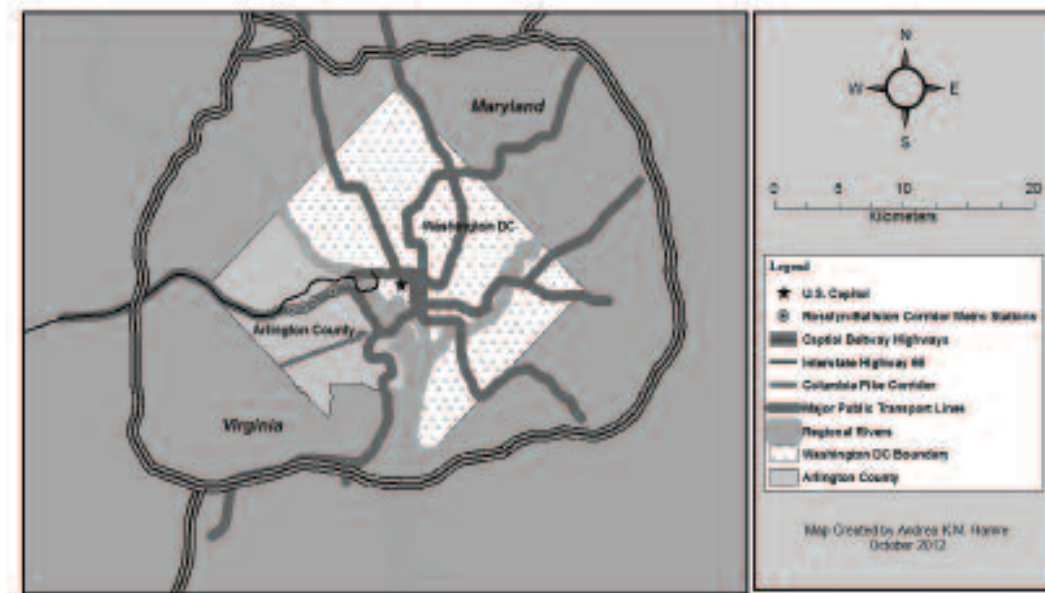 Maryland
Washington DC
Arlington County
Virginia
N
W E
S
0 5 10 20
Kilometers
Legend
U.S. Capitol
Rosslyn-Ballston Corridor Metro Stations
Capitol Beltway Highways
Interstate Highway 66
Columbia Pike Corridor
Major Public Transport Lines
Regional Rivers
Washington DC Boundary
Arlington County
Map Created by Andrea K.M. Hamre
October 2012